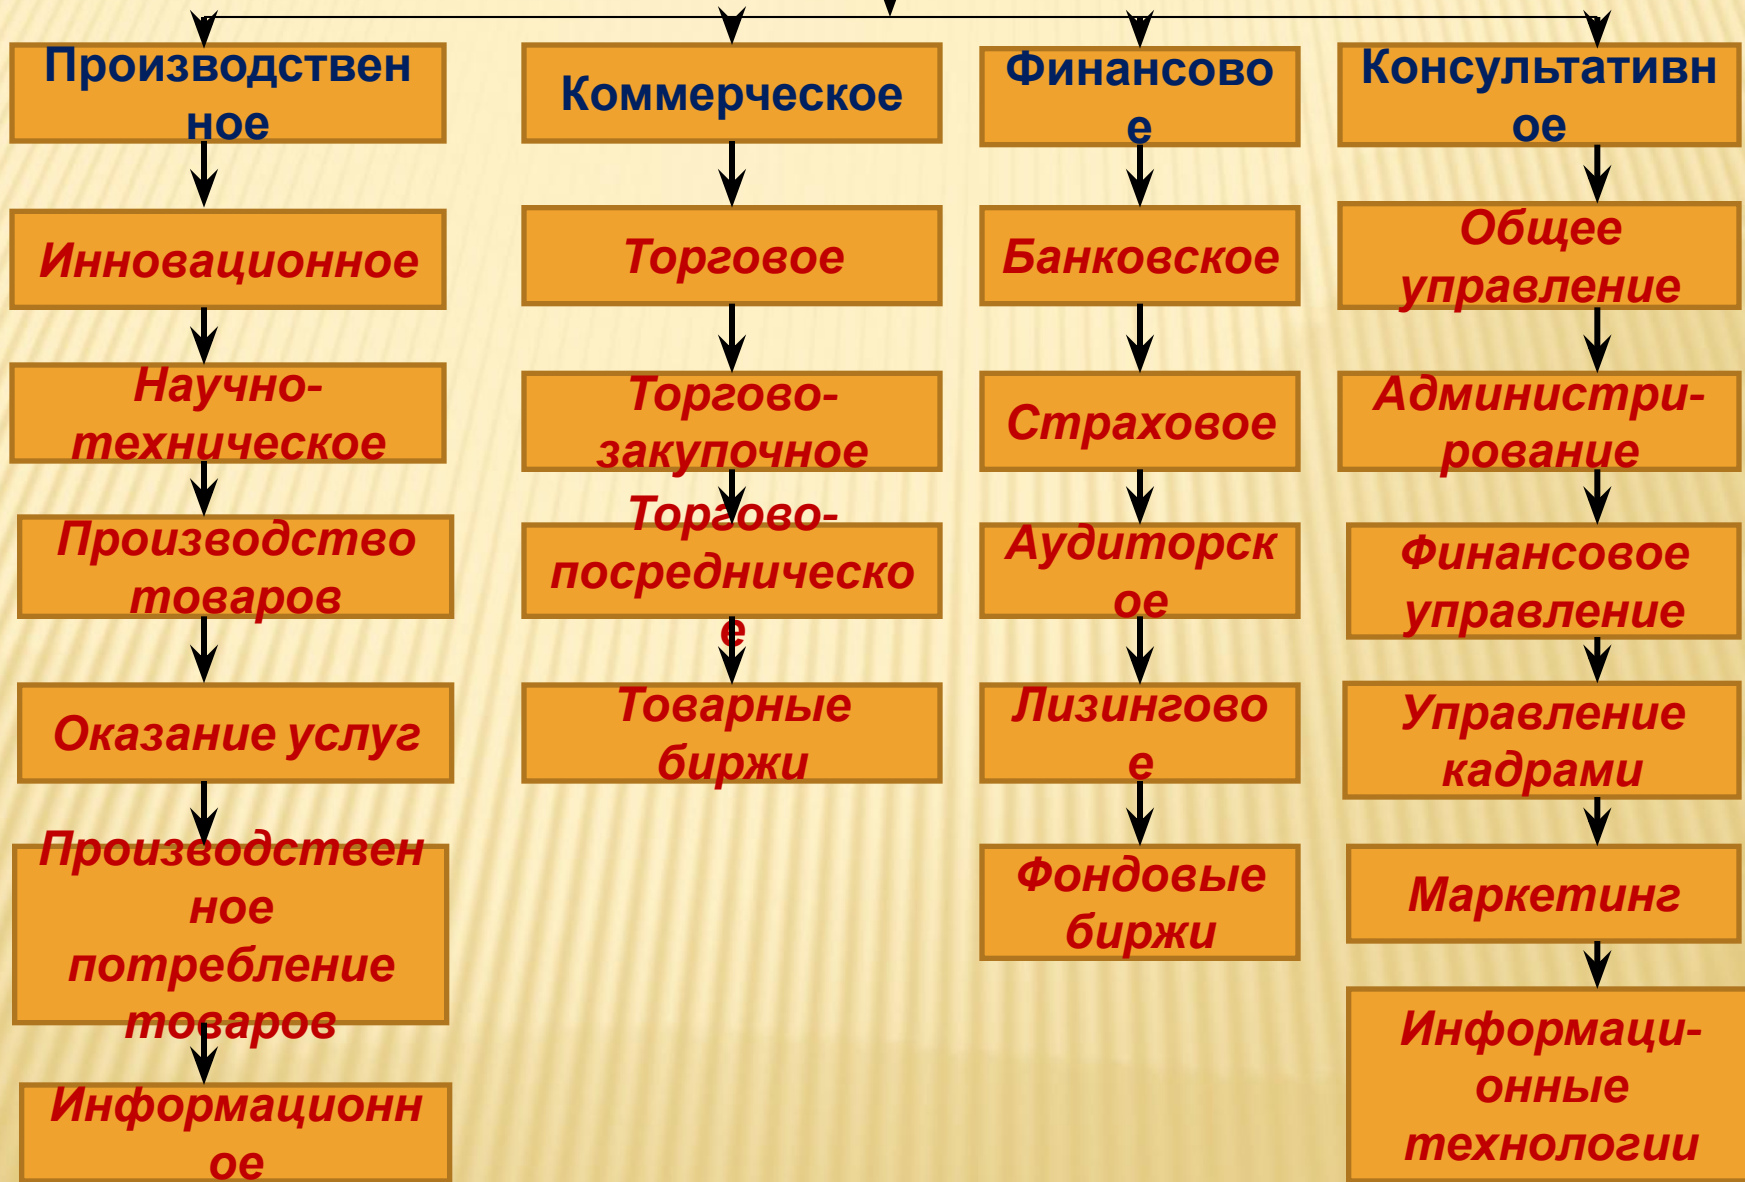 Производствен
ное
Инновационное
Научно-
техническое
Производство
товаров
Оказание услуг
Производствен
ное
потребление
товаров
Информационн
ое
Коммерческое
Торговое
Торгово-
закупочное
Торгово-
посредническо
е
Товарные
биржи
Финансово
е
Банковское
Страховое
Аудиторск
ое
Лизингово
е
Фондовые
биржи
Консультативн
ое
Общее
управление
Администри-
рование
Финансовое
управление
Управление
кадрами
Маркетинг
Информаци-
онные
технологии